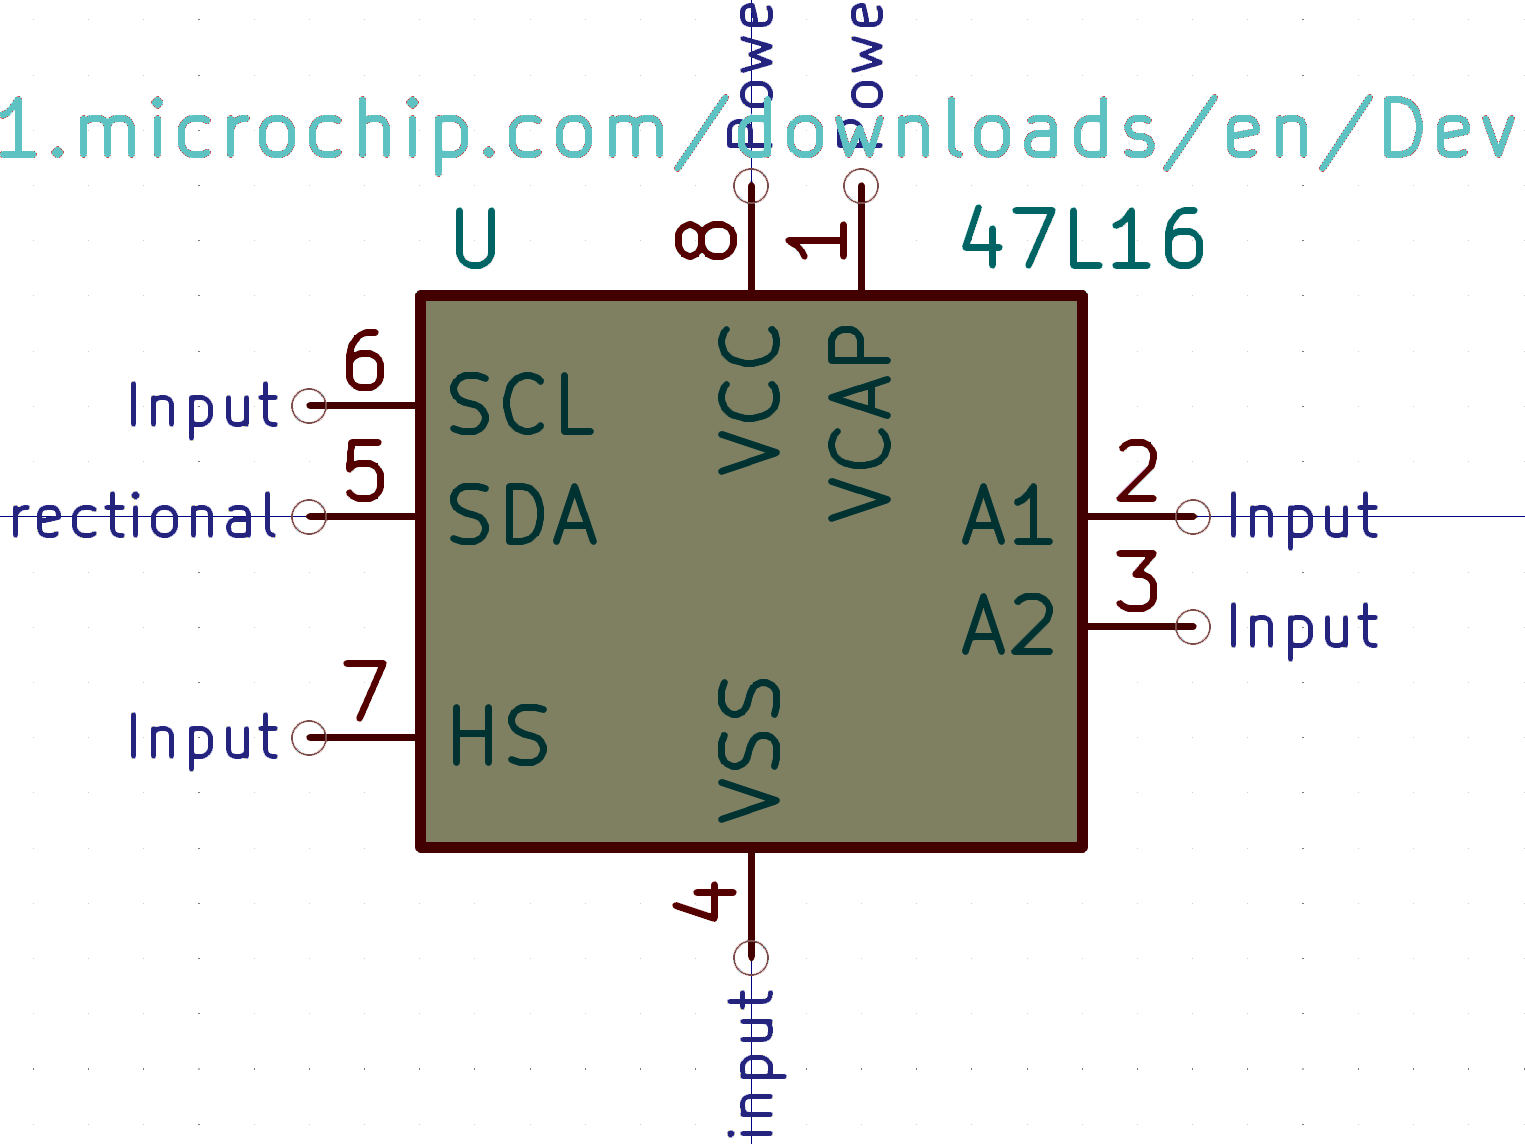 Powe
Powe
1.microchip.com/downloads/en/Dev
U
8
1
47L16
6
Input
SCL
VCC
VCAP
5
rectional
SDA
A1
2
Input
A2
3
Input
7
Input
HS
VSS
4
input